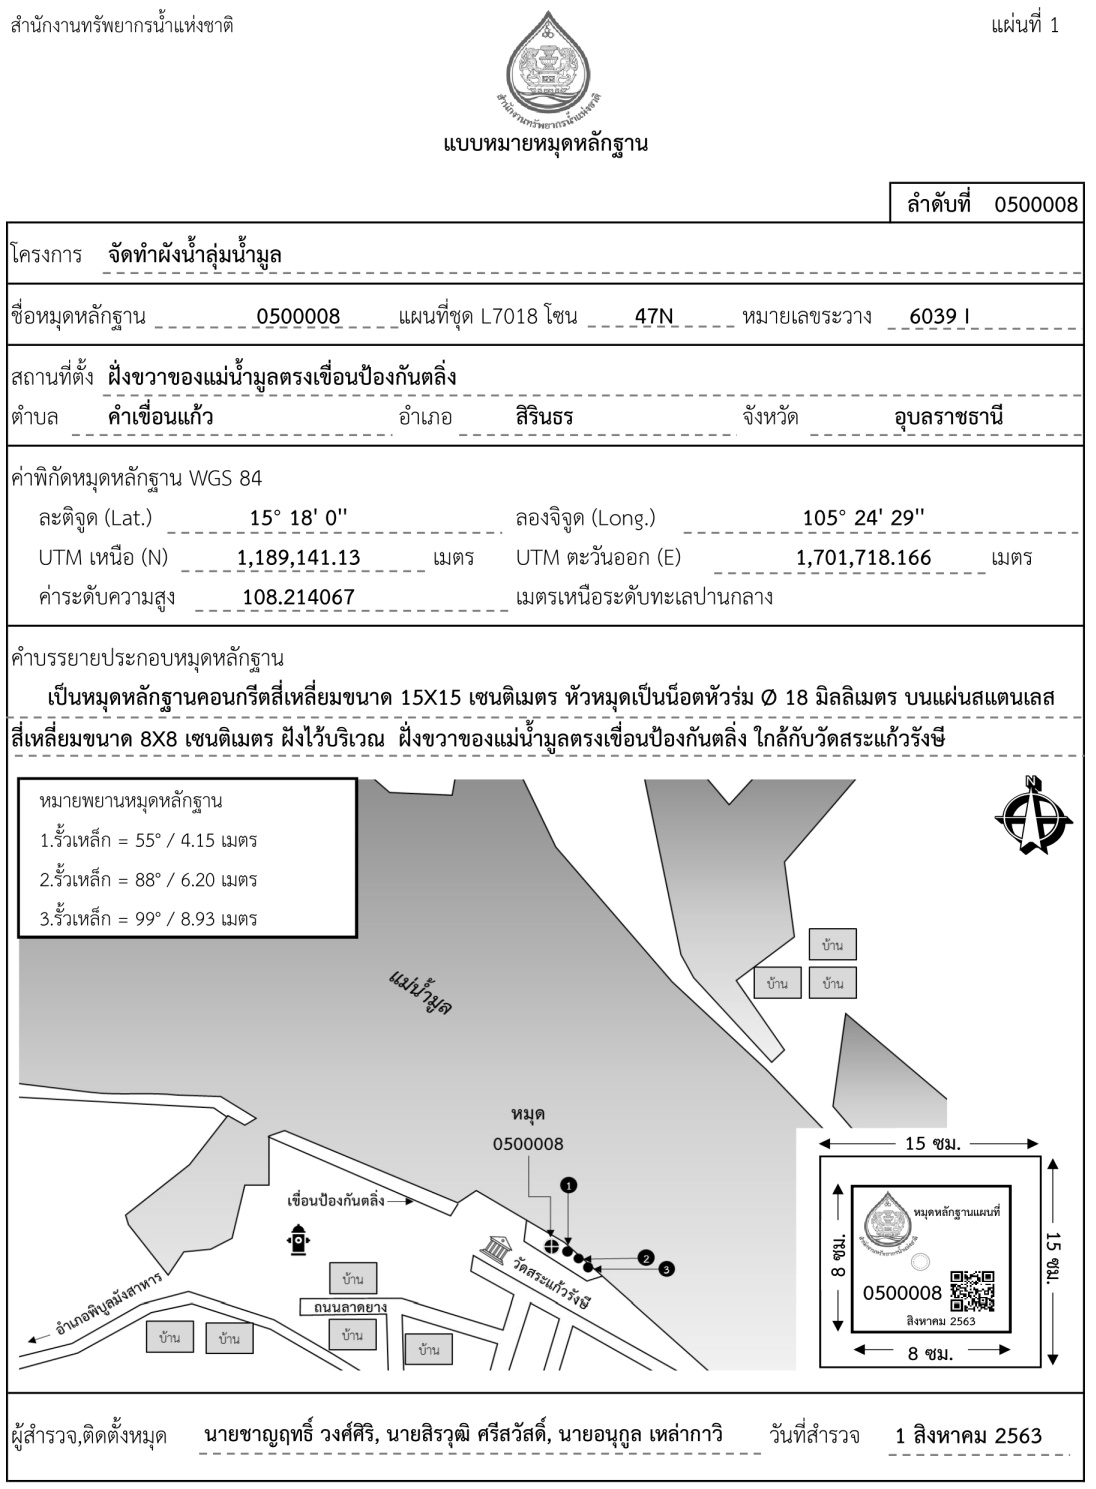 สำนักงานทรัพยากรน้ำแห่งชาติ
แผ่นที่ 1
สำนักงานทรัพยากรน้ำแห่งชาติ
แบบหมายหมุดหลักฐาน
ลำดับที่ 0500008
โครงการ จัดทำผังน้ำลุ่มน้ำมูล
ชื่อหมุดหลักฐาน 0500008 แผนที่ชุด L7018 โซน 47N หมายเลขระวาง 6039 I
สถานที่ตั้ง ฝั่งขวาของแม่น้ำมูลตรงเขื่อนป้องกันตลิ่ง
ตำบล คำเขื่อนแก้ว อำเภอ สิรินธร จังหวัด อุบลราชธานี
ค่าพิกัดหมุดหลักฐาน WGS 84
ละติจูด (Lat.) 15° 18' 0'' ลองจิจูด (Long.) 105° 24' 29''
UTM เหนือ (N) 1,189,141.13 เมตร UTM ตะวันออก (E) 1,701,718.166 เมตร
ค่าระดับความสูง 108.214067 เมตรเหนือระดับทะเลปานกลาง
คำบรรยายประกอบหมุดหลักฐาน
เป็นหมุดหลักฐานคอนกรีตสี่เหลี่ยมขนาด 15X15 เซนติเมตร หัวหมุดเป็นน็อตหัวร่ม Ø 18 มิลลิเมตร บนแผ่นสแตนเลส
สี่เหลี่ยมขนาด 8X8 เซนติเมตร ฝังไว้บริเวณ ฝั่งขวาของแม่น้ำมูลตรงเขื่อนป้องกันตลิ่ง ใกล้กับวัดสระแก้วรังษี
หมายพยานหมุดหลักฐาน
1.รั้วเหล็ก = 55° / 4.15 เมตร
2.รั้วเหล็ก = 88° / 6.20 เมตร
3.รั้วเหล็ก = 99° / 8.93 เมตร
N
บ้าน
บ้าน บ้าน
แม่น้ำมูล
หมุด
0500008
1
2
3
เขื่อนป้องกันตลิ่ง
วัดสระแก้วรังษี
อำเภอพิบูลมังสาหาร
บ้าน
ถนนลาดยาง
บ้าน บ้าน บ้าน
บ้าน
15 ซม.
15 ซม.
8 ซม.
สำนักงานทรัพยากรน้ำแห่งชาติ
หมุดหลักฐานแผนที่
0500008
สิงหาคม 2563
8 ซม.
ผู้สำรวจ,ติดตั้งหมุด นายชาญฤทธิ์ วงศ์ศิริ, นายสิรวุฒิ ศรีสวัสดิ์, นายอนุกูล เหล่ากาวิ วันที่สำรวจ 1 สิงหาคม 2563